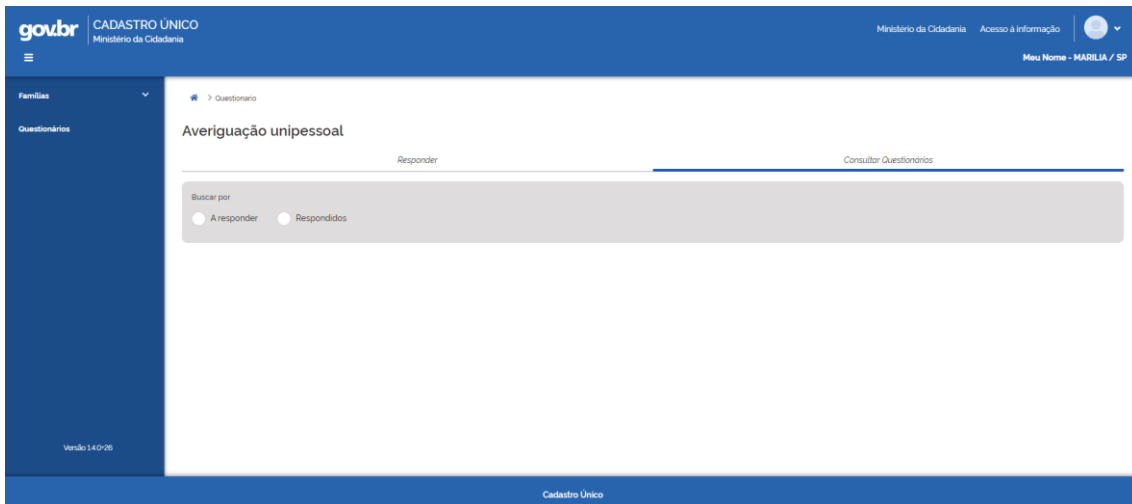 gov.br
CADASTRO ÚNICO
Ministério da Cidadania
Ministério da Cidadania Acesso à informação
Meu Nome - MARILIA / SP
Famílias
Questionários
> Questionario
Averiguação unipessoal
Responder Consultar Questionários
Buscar por
A responder Respondidos
Versão 1.4.0+26
Cadastro Único